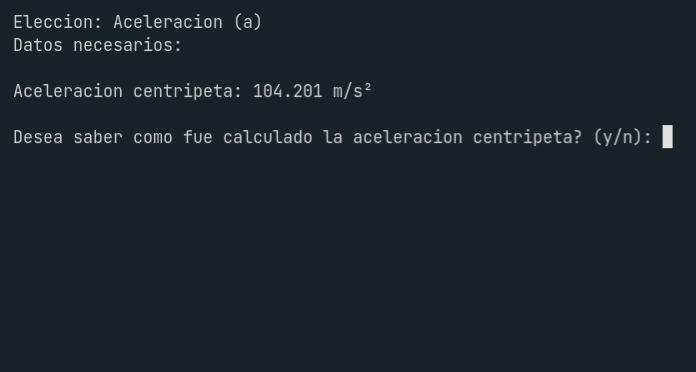 Eleccion: Aceleracion (a)
Datos necesarios:
Aceleracion centripeta: 104.201 m/s²
Desea saber como fue calculado la aceleracion centripeta? (y/n):